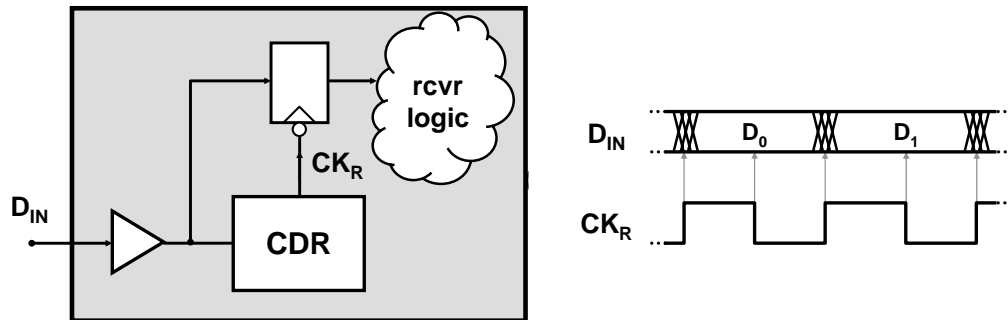 rcvr
logic
CK_R
D_IN
CDR
D_IN
D_0
D_1
CK_R